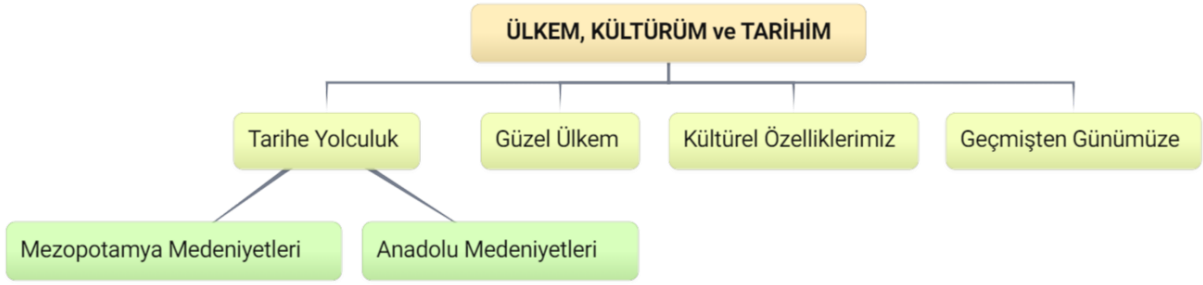 ÜLKEM, KÜLTÜRÜM ve TARİHİM
Tarihe Yolculuk
Güzel Ülkem
Kültürel Özelliklerimiz
Geçmişten Günümüze
Mezopotamya Medeniyetleri
Anadolu Medeniyetleri